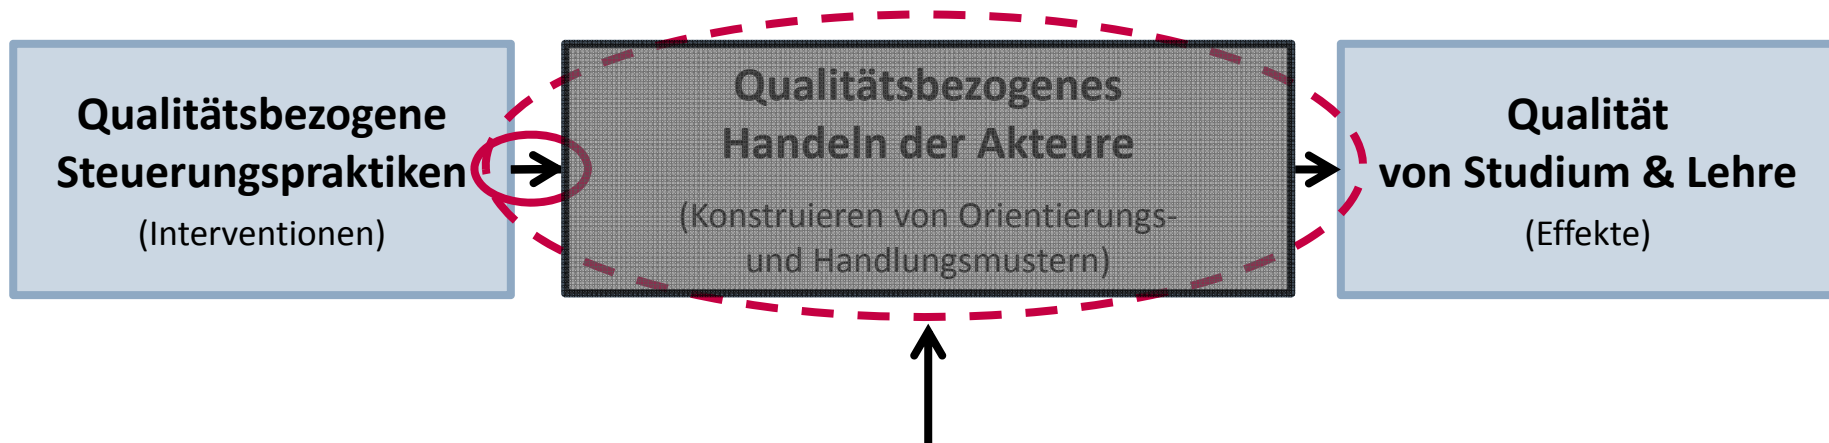 Qualitätsbezogene
Steuerungspraktiken
(Interventionen)
Qualitätsbezogenes
Handeln der Akteure
(Konstruieren von Orientierungs-
und Handlungsmustern)
Qualität
von Studium & Lehre
(Effekte)